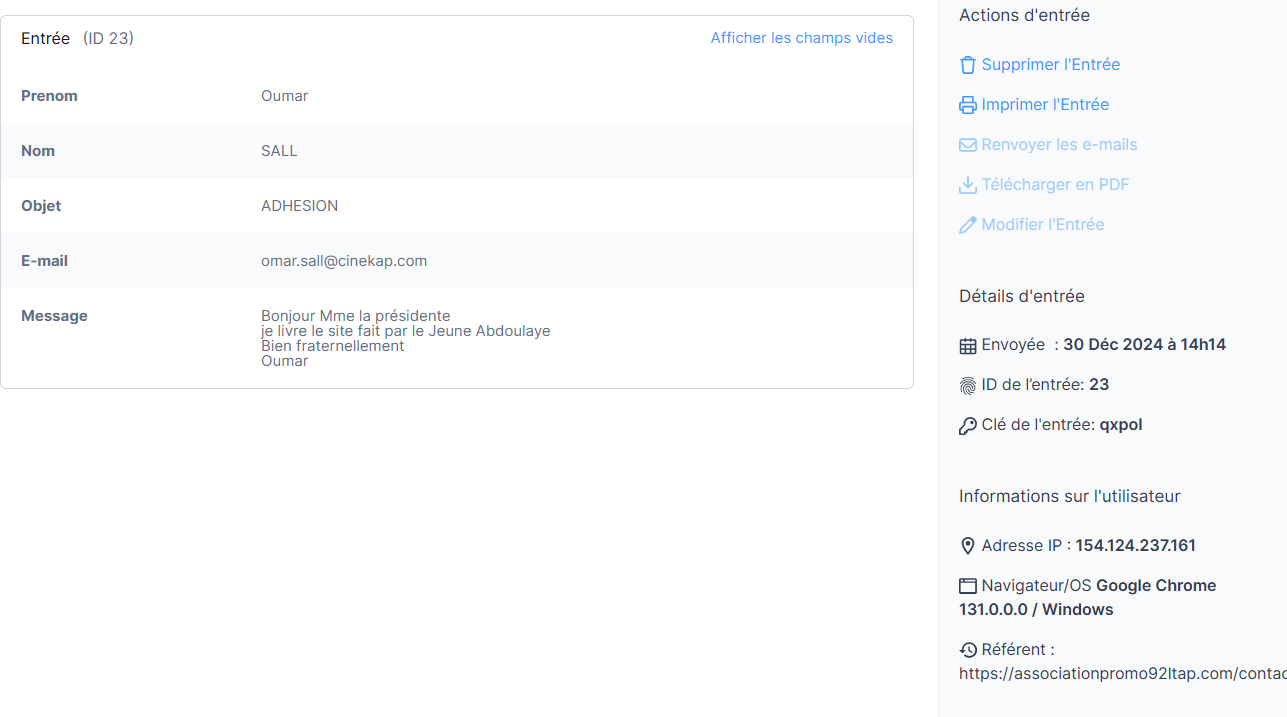 Entrée (ID 23)
Afficher les champs vides
Prenom
Oumar
Nom
SALL
Objet
ADHESION
E-mail
omar.sall@cinekap.com
Message
Bonjour Mme la présidente
je livre le site fait par le Jeune Abdoulaye
Bien fraternellement
Oumar
Actions d'entrée
Supprimer l'Entrée
Imprimer l'Entrée
Renvoyer les e-mails
Télécharger en PDF
Modifier l'Entrée
Détails d'entrée
Envoyée : 30 Déc 2024 à 14h14
ID de l’entrée: 23
Clé de l'entrée: qxpol
Informations sur l'utilisateur
Adresse IP : 154.124.237.161
Navigateur/OS Google Chrome
131.0.0.0 / Windows
Référent :
https://associationpromo92ltap.com/contac